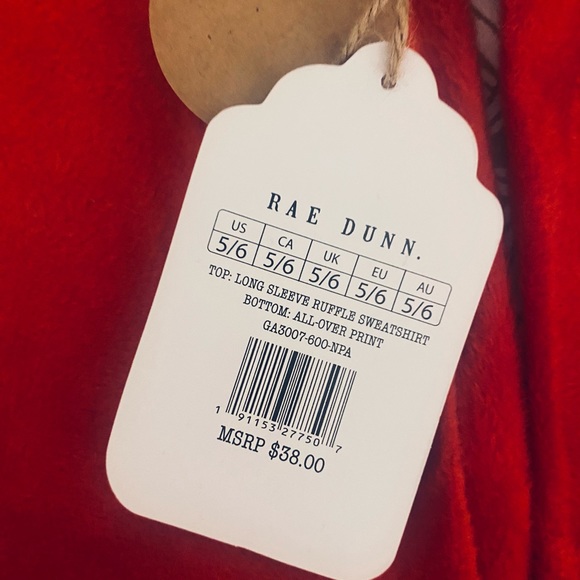 RAE DUNN.
US CA UK EU AU
5/6 5/6 5/6 5/6 5/6
TOP: LONG SLEEVE RUFFLE SWEATSHIRT
BOTTOM: ALL-OVER PRINT
GA3007-600-NPA
1 91153 27750 7
MSRP $38.00